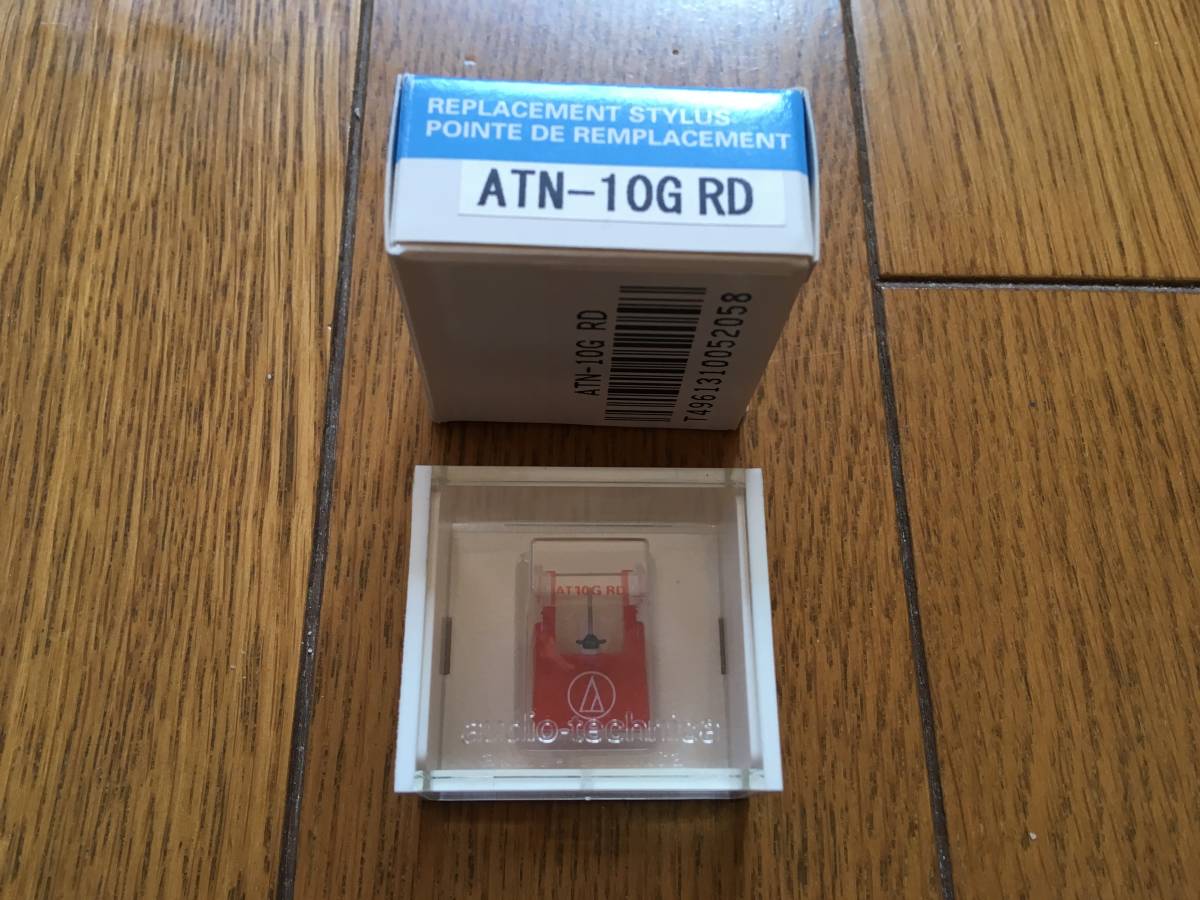 REPLACEMENT STYLUS
POINTE DE REMPLACEMENT
ATN-10G RD
ATN-10G RD
T4961310052058
AT10G RD
audio-technica